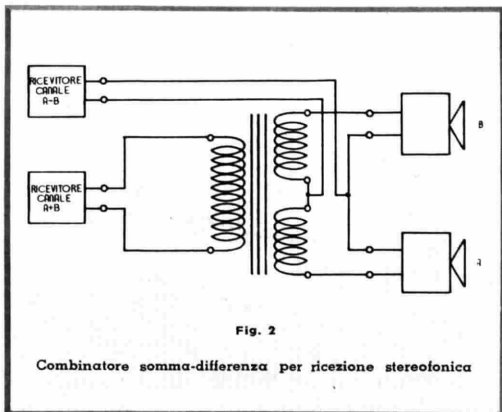 RICEVITORE
CANALE
A-B
RICEVITORE
CANALE
A+B
B
A
Fig. 2
Combinatore somma-differenza per ricezione stereofonica